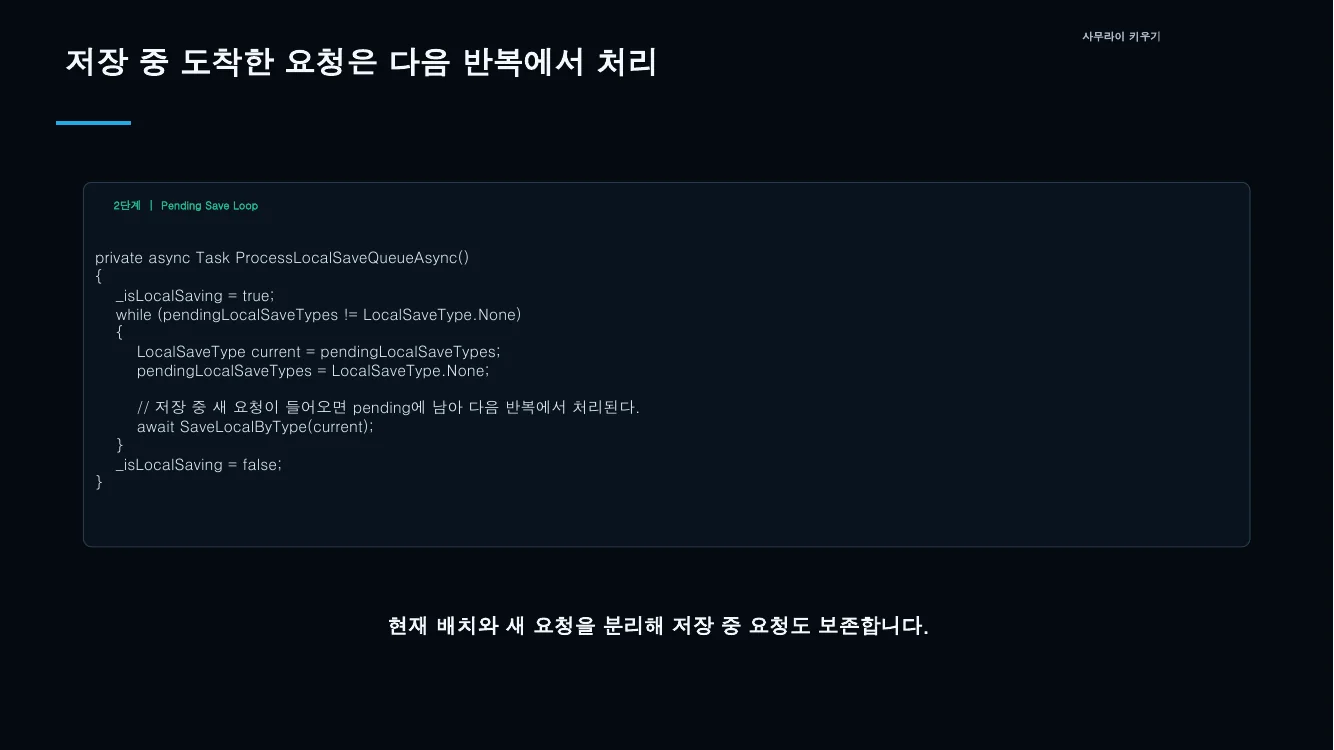 사무라이 키우기
저장 중 도착한 요청은 다음 반복에서 처리
2단계 | Pending Save Loop
private async Task ProcessLocalSaveQueueAsync()
{
_isLocalSaving = true;
while (pendingLocalSaveTypes != LocalSaveType.None)
{
LocalSaveType current = pendingLocalSaveTypes;
pendingLocalSaveTypes = LocalSaveType.None;
// 저장 중 새 요청이 들어오면 pending에 남아 다음 반복에서 처리된다.
await SaveLocalByType(current);
}
_isLocalSaving = false;
}
현재 배치와 새 요청을 분리해 저장 중 요청도 보존합니다.